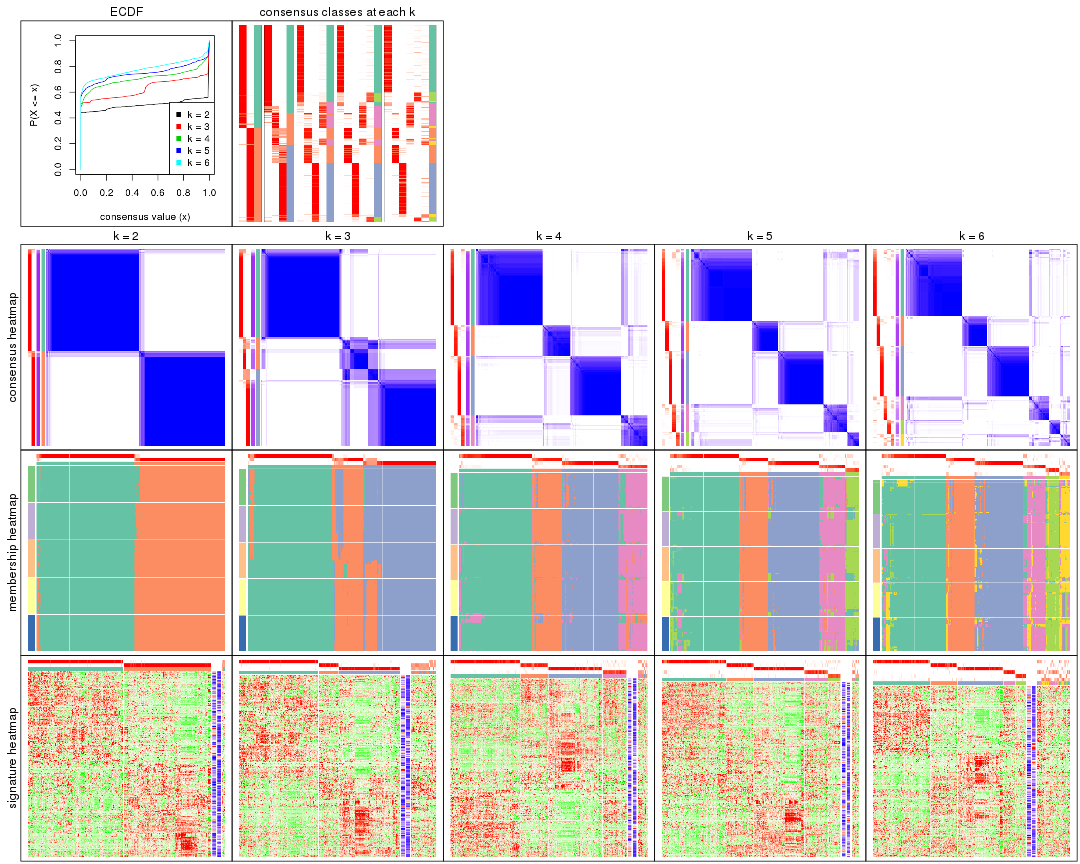 ECDF
consensus classes at each k
P(X <= x)
0.0 0.2 0.4 0.6 0.8 1.0
k = 2
k = 3
k = 4
k = 5
k = 6
0.0 0.2 0.4 0.6 0.8 1.0
consensus value (x)
k = 2
k = 3
k = 4
k = 5
k = 6
consensus heatmap
membership heatmap
signature heatmap